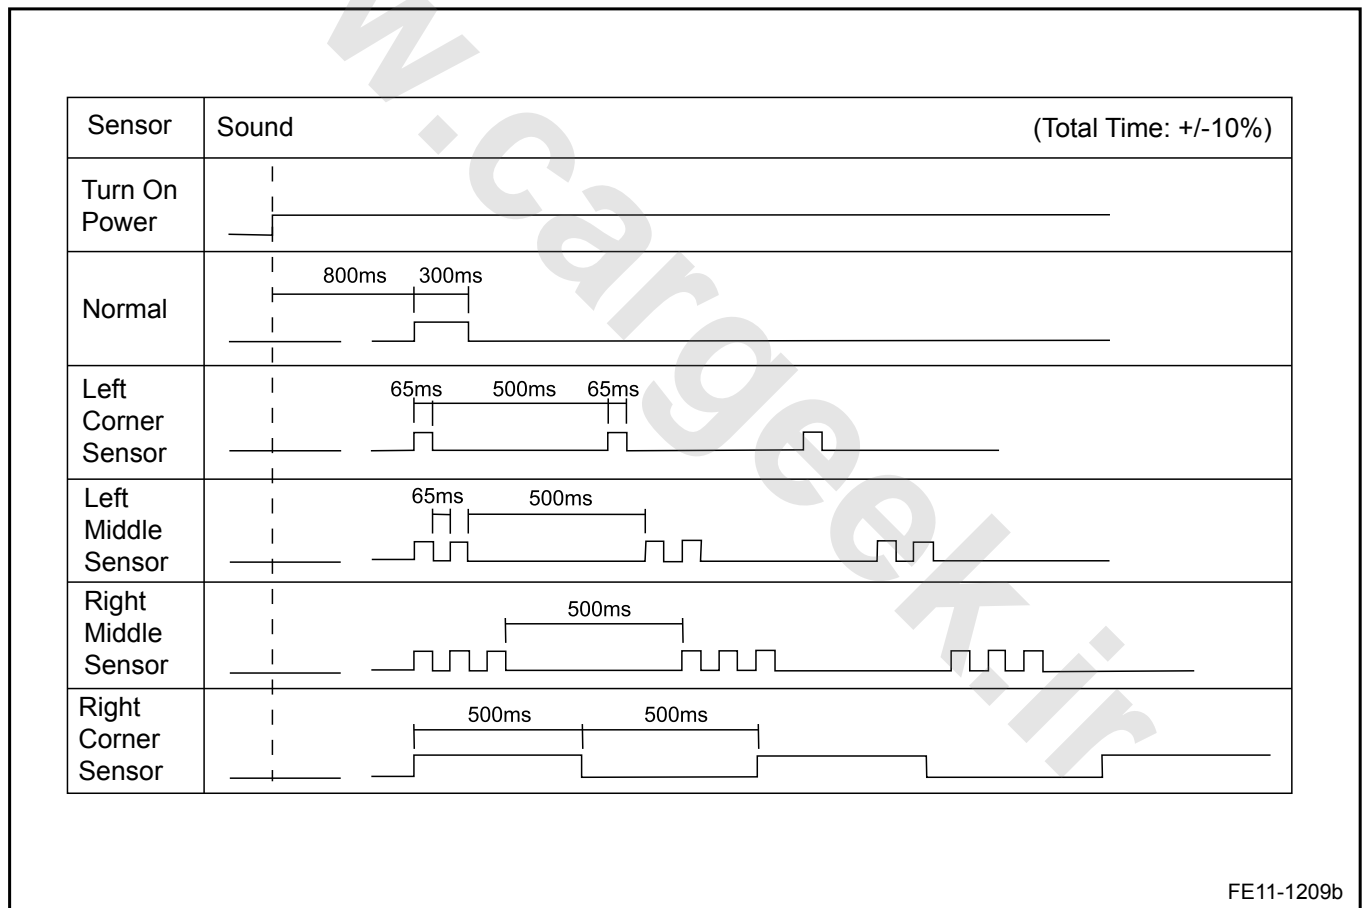 w.cargeek.ir
Sensor
Sound
(Total Time: +/-10%)
Turn On
Power
Normal
800ms
300ms
Left
Corner
Sensor
65ms
500ms
65ms
Left
Middle
Sensor
65ms
500ms
Right
Middle
Sensor
500ms
Right
Corner
Sensor
500ms
500ms
FE11-1209b